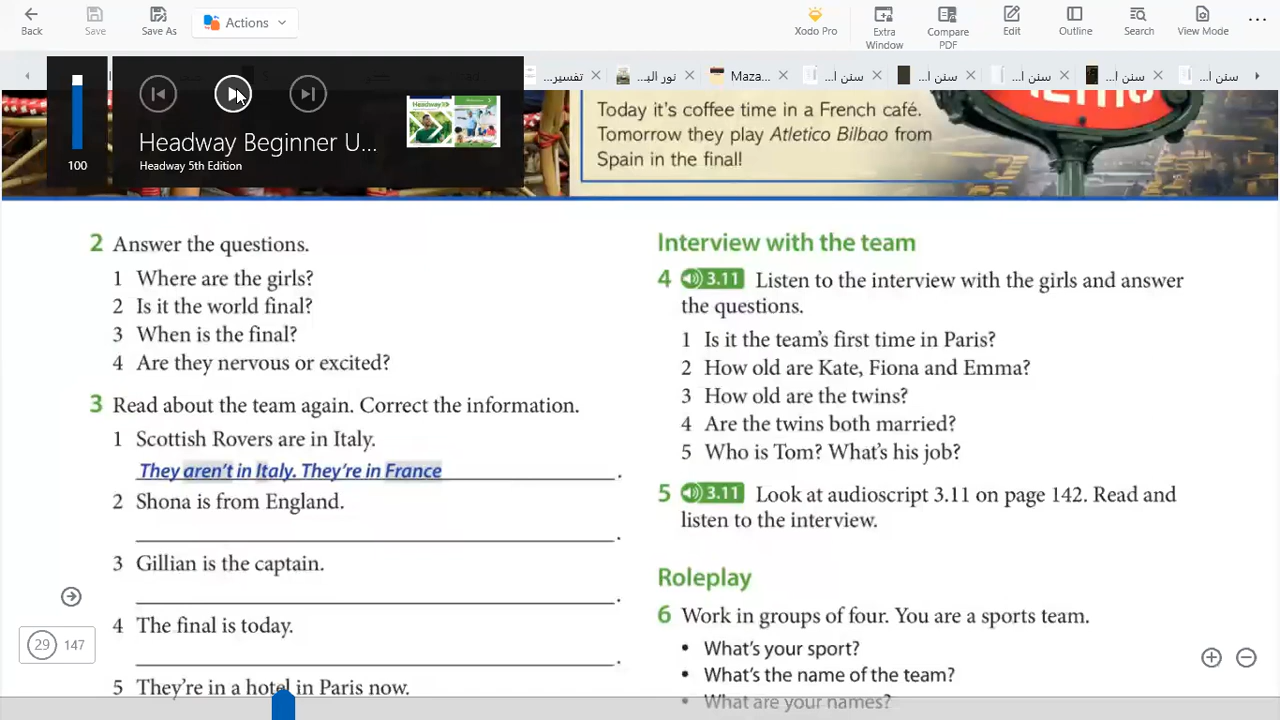 Back
Save
Save As
Actions
Xodo Pro
Extra Window
Compare PDF
Edit
Outline
Search
View Mode
تفسير...
نور الب...
Maza...
سنن ا...
سنن ا...
سنن ا...
سنن ا...
سنن ا...
100
Headway Beginner U...
Headway 5th Edition
Today it's coffee time in a French café.
Tomorrow they play Atletico Bilbao from
Spain in the final!
2 Answer the questions.
1 Where are the girls?
2 Is it the world final?
3 When is the final?
4 Are they nervous or excited?
3 Read about the team again. Correct the information.
1 Scottish Rovers are in Italy.
They aren't in Italy. They're in France.
2 Shona is from England.
3 Gillian is the captain.
4 The final is today.
5 They're in a hotel in Paris now.
Interview with the team
4 3.11 Listen to the interview with the girls and answer
the questions.
1 Is it the team's first time in Paris?
2 How old are Kate, Fiona and Emma?
3 How old are the twins?
4 Are the twins both married?
5 Who is Tom? What's his job?
5 3.11 Look at audioscript 3.11 on page 142. Read and
listen to the interview.
Roleplay
6 Work in groups of four. You are a sports team.
• What's your sport?
• What's the name of the team?
• What are your names?
29 147